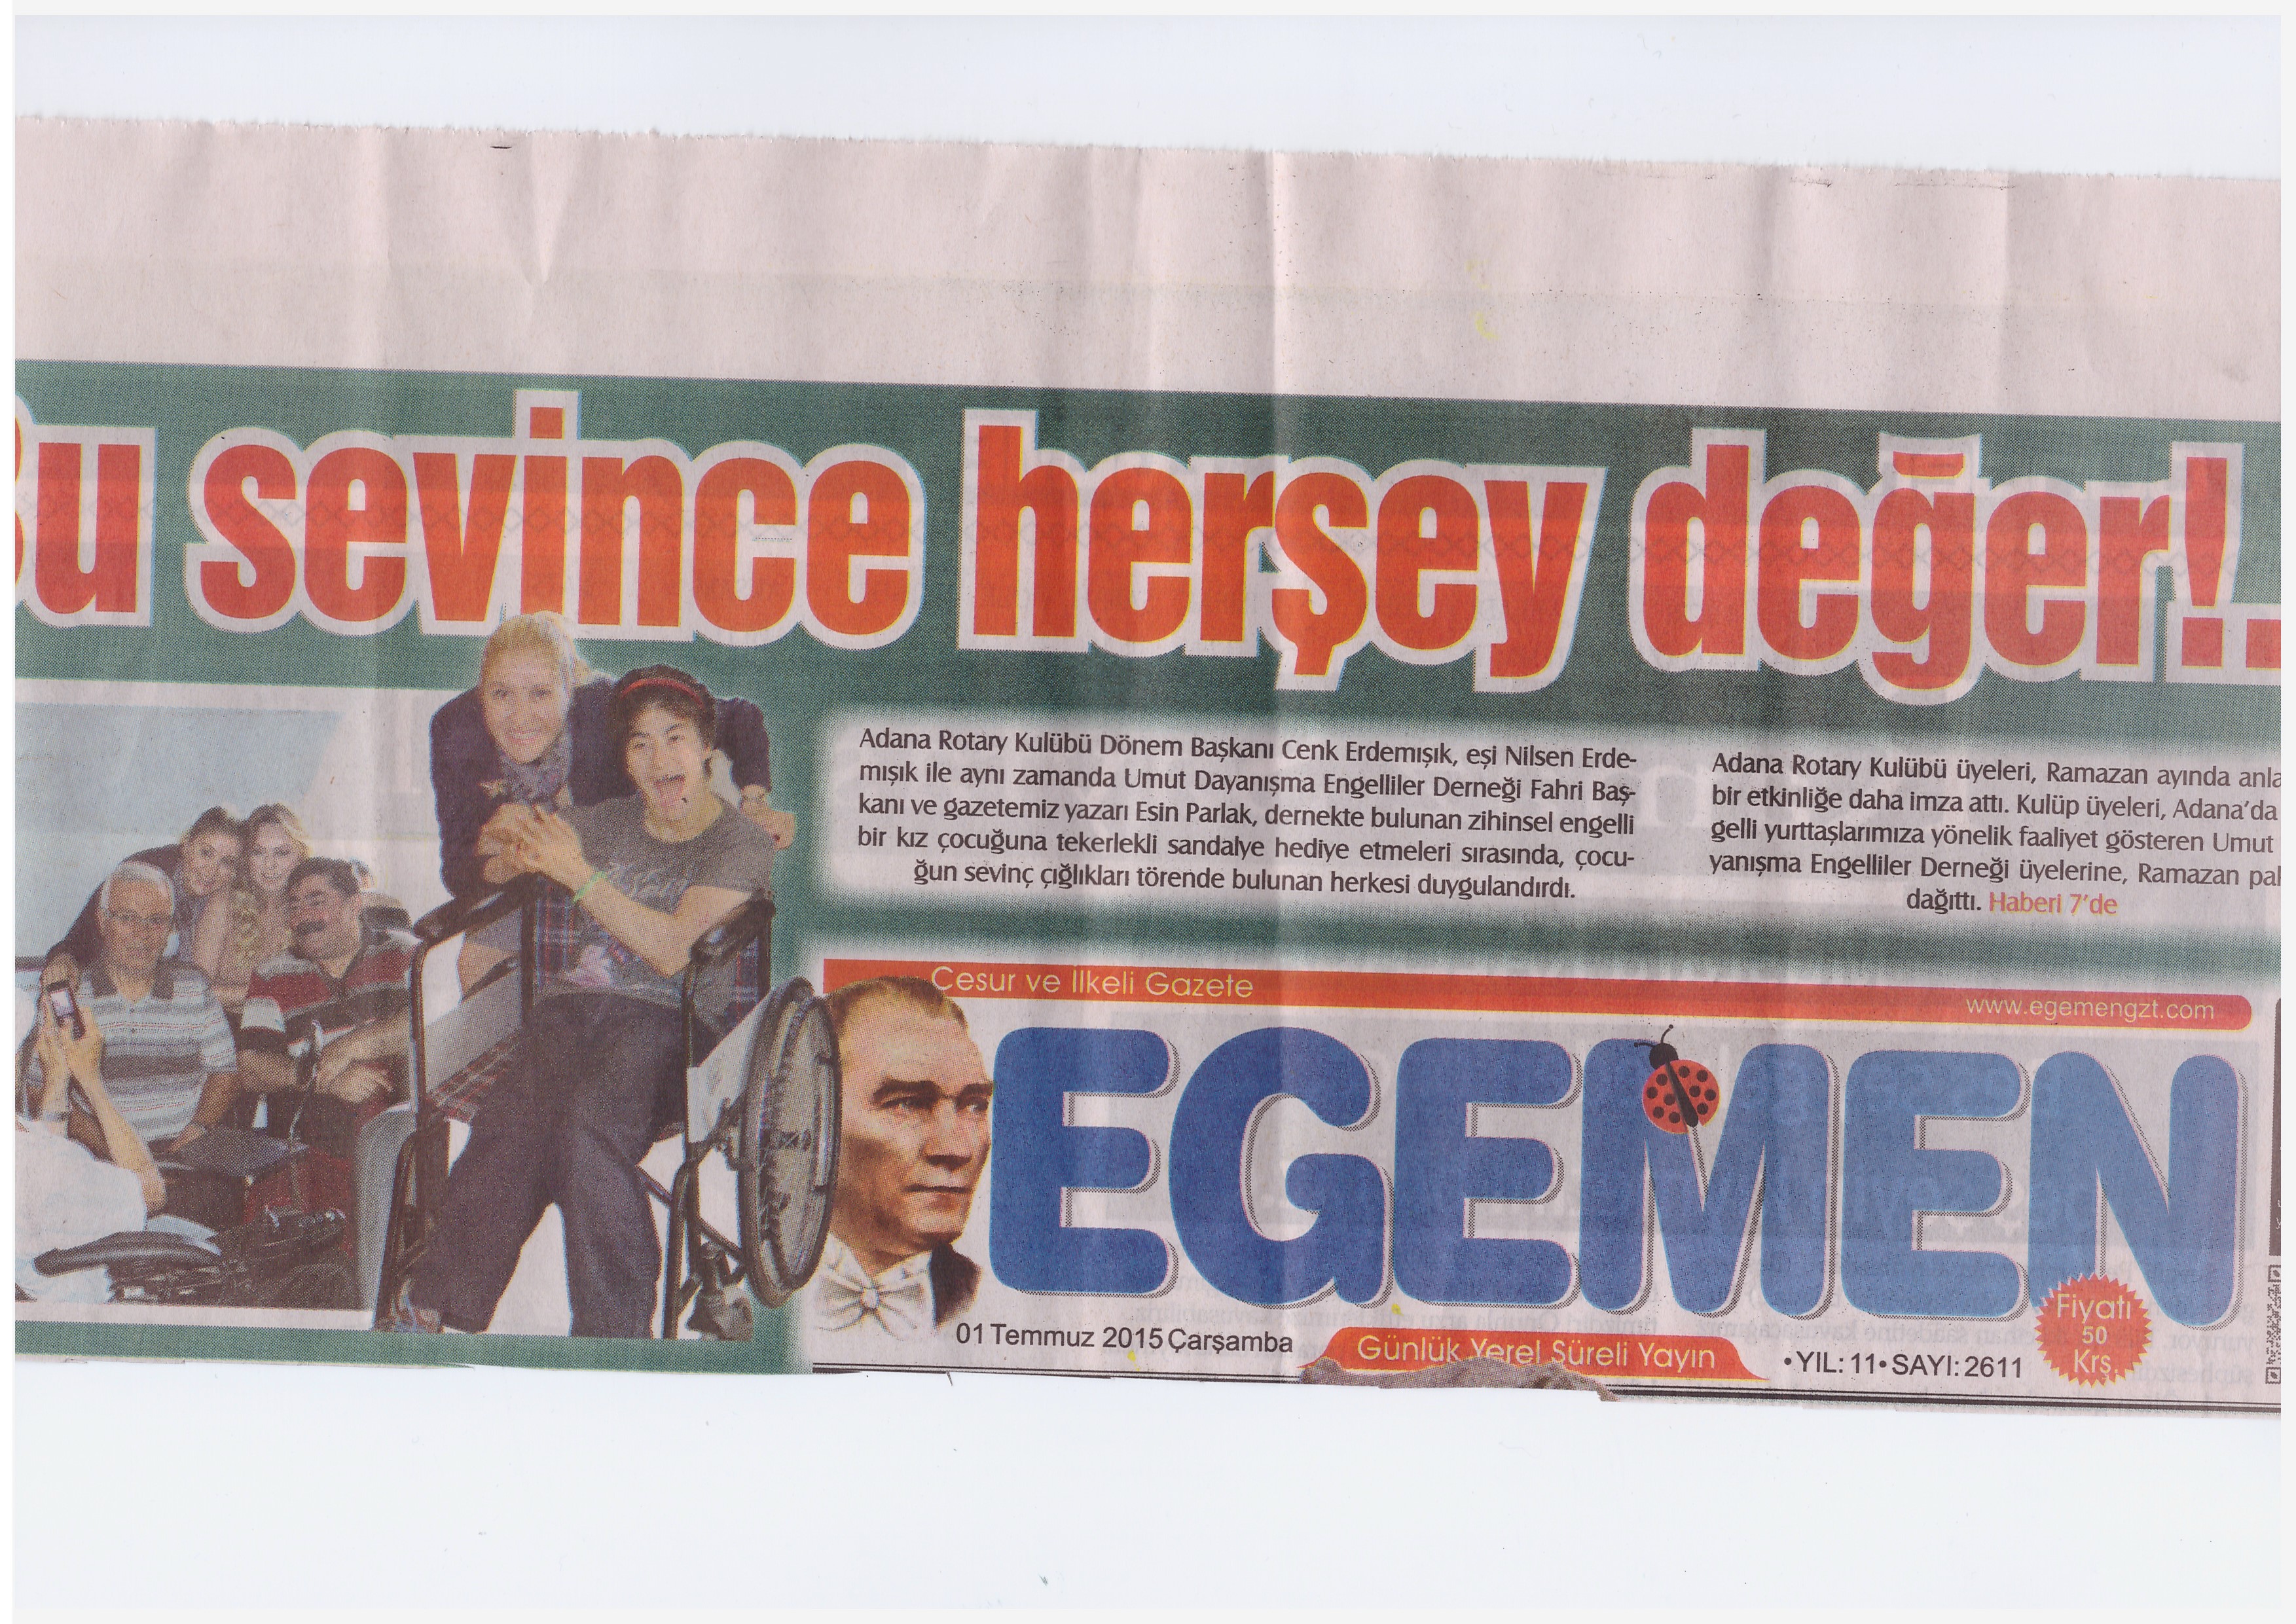 Bu sevince herşey değer!..
Adana Rotary Kulübü Dönem Başkanı Cenk Erdemışık, eşi Nilsen Erde-
mışık ile aynı zamanda Umut Dayanışma Engelliler Derneği Fahri Baş-
kanı ve gazetemiz yazarı Esin Parlak, dernekte bulunan zihinsel engelli
bir kız çocuğuna tekerlekli sandalye hediye etmeleri sırasında, çocu-
ğun sevinç çığlıkları törende bulunan herkesi duygulandırdı.
Adana Rotary Kulübü üyeleri, Ramazan ayında anla
bir etkinliğe daha imza attı. Kulüp üyeleri, Adana'da
gelli yurttaşlarımıza yönelik faaliyet gösteren Umut
yanışma Engelliler Derneği üyelerine, Ramazan pak
dağıttı. Haberi 7'de
Cesur ve İlkeli Gazete
www.egemengzt.com
EGEMEN
01 Temmuz 2015 Çarşamba
Günlük Yerel Süreli Yayın
•YIL: 11• SAYI: 2611
Fiyatı
50
Krş.